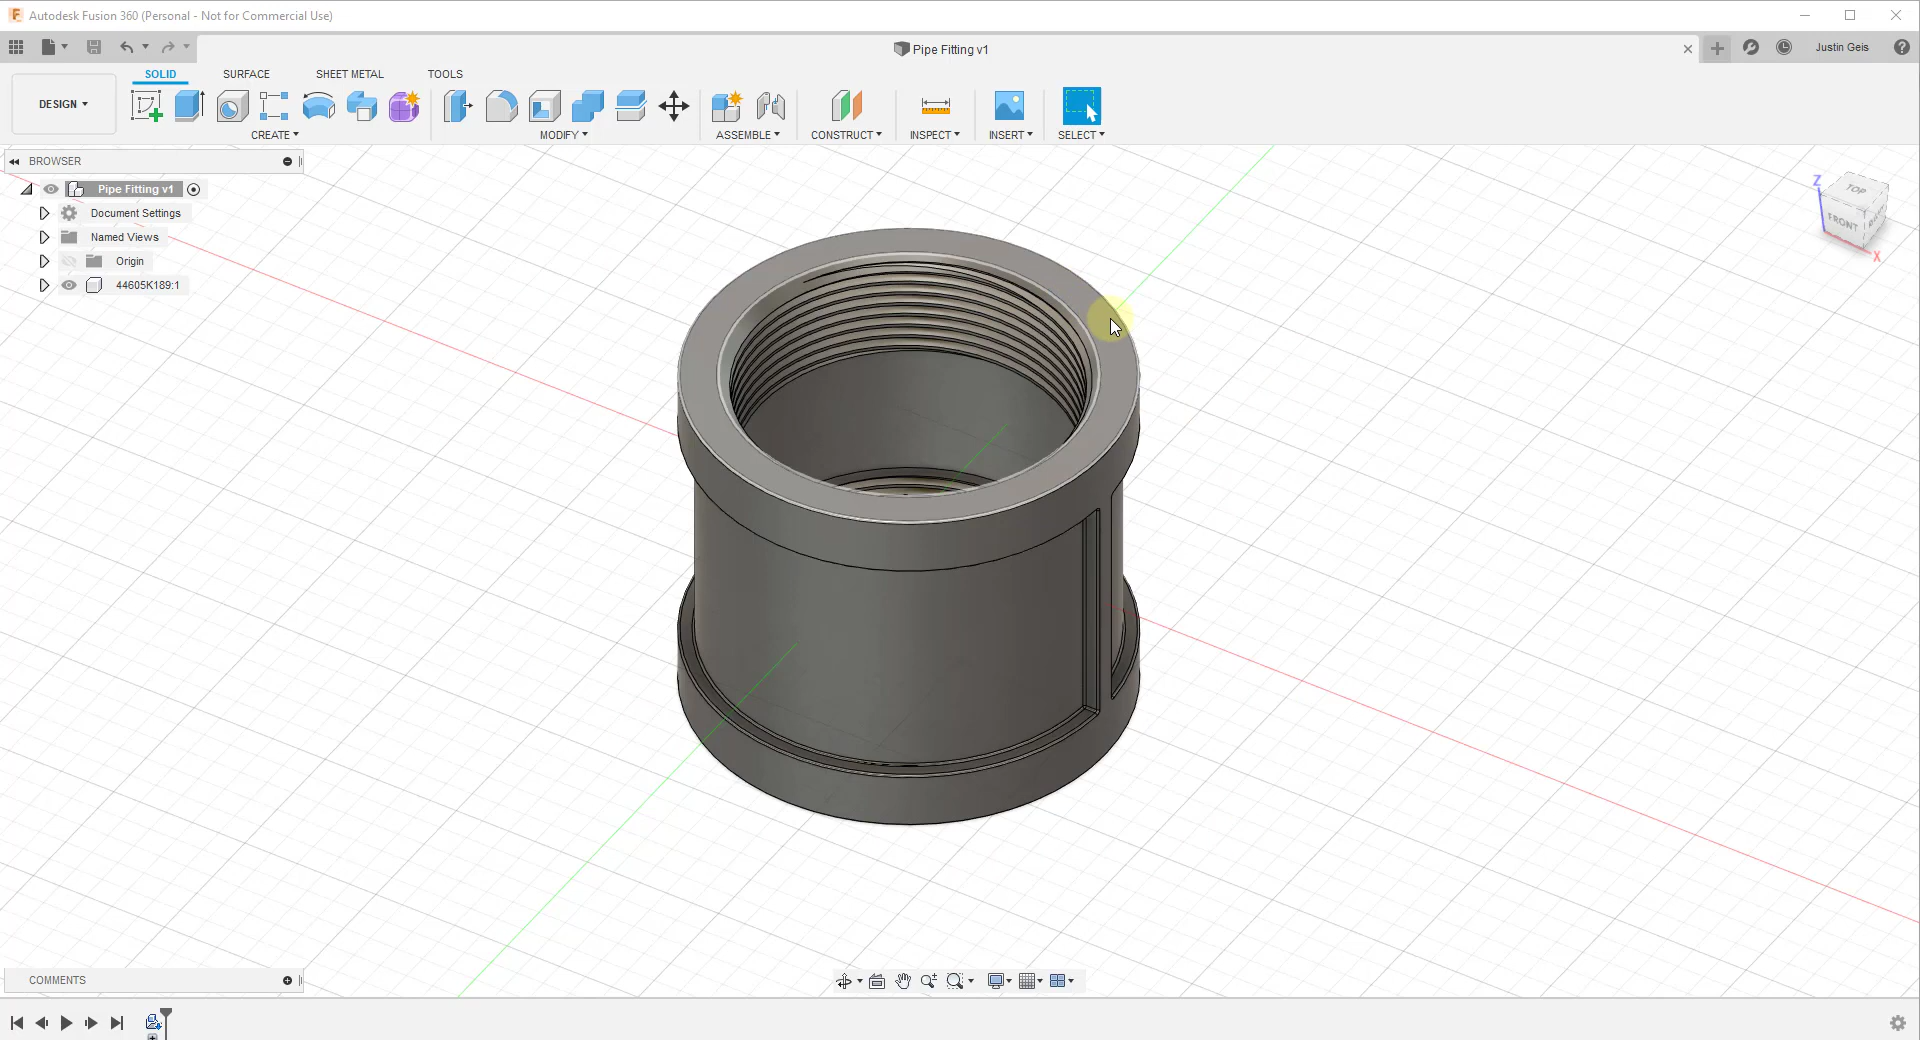 Autodesk Fusion 360 (Personal - Not for Commercial Use)
Pipe Fitting v1
Justin Geis
SOLID SURFACE SHEET METAL TOOLS
DESIGN
CREATE MODIFY ASSEMBLE CONSTRUCT INSPECT INSERT SELECT
BROWSER
Pipe Fitting v1
Document Settings
Named Views
Origin
44605K189:1
Z
TOP
FRONT
X
COMMENTS